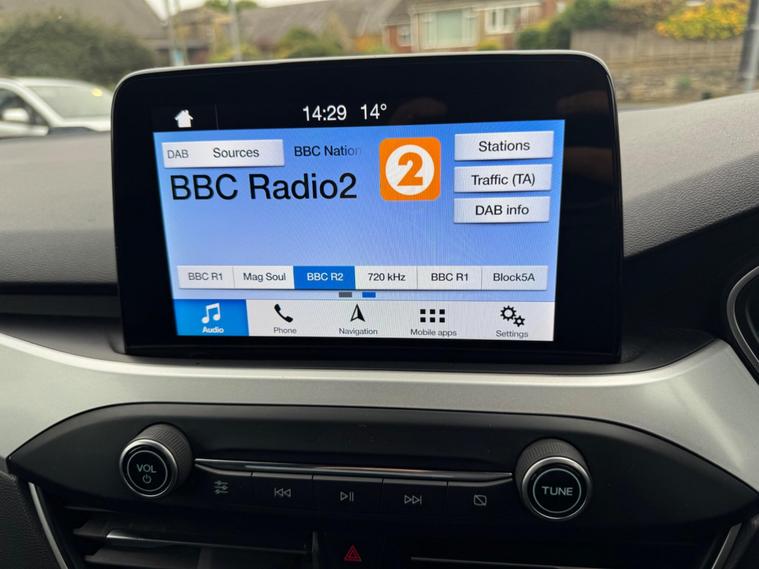 14:29 14°
DAB Sources BBC Nation
2
Stations
BBC Radio2
Traffic (TA)
DAB info
BBC R1 Mag Soul BBC R2 720 kHz BBC R1 Block5A
Audio Phone Navigation Mobile apps Settings
VOL
TUNE